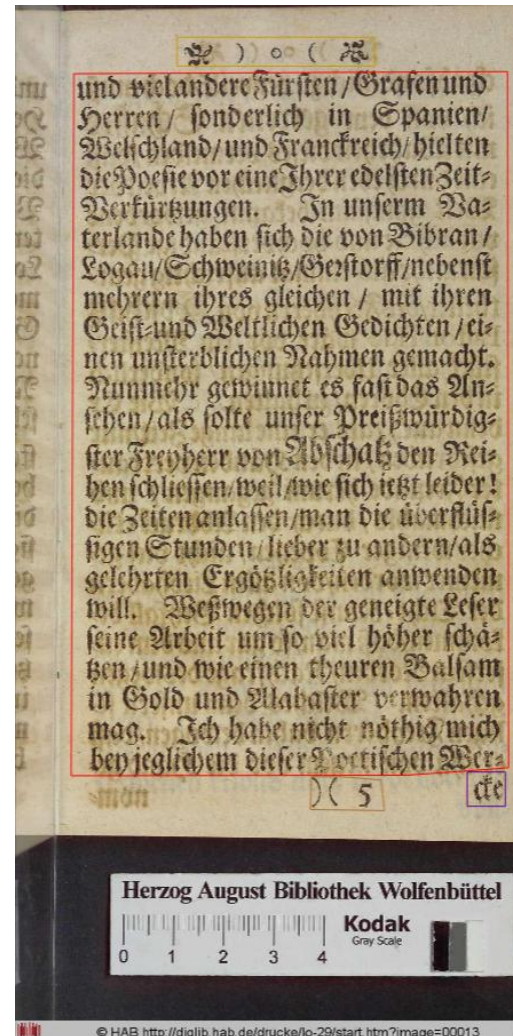 ) o (
und viel andere Fürsten / Grafen und
Herren / sonderlich in Spanien/
Welschland/ und Franckreich/ hielten
die Poesie vor eine Jhrer edelsten Zeit⸗
Verkürtzungen. Jn unserm Va⸗
terlande haben sich die von Bibran /
Logau/ Schweinitz/ Gerstorff/ nebenst
mehrern ihres gleichen / mit ihren
Geist⸗ und Weltlichen Gedichten / ei⸗
nen unsterblichen Nahmen gemacht.
Nunmehr gewinnet es fast das An⸗
sehen / als solte unser Preißwürdig⸗
ster Freyherr von Abschatz den Rei⸗
hen schliessen/ weil/ wie sich ietzt leider!
die Zeiten anlassen/ man die überflüs⸗
sigen Stunden / lieber zu andern/ als
gelehrten Ergötzligkeiten anwenden
will. Weßwegen der geneigte Leser
seine Arbeit um so viel höher schä⸗
tzen / und wie einen theuren Balsam
in Gold und Alabaster verwahren
mag. Jch habe nicht nöthig mich
bey jeglichem dieser Poetischen Wer⸗
)( 5 cke
Herzog August Bibliothek Wolfenbüttel
Kodak
Gray Scale
0 1 2 3 4
© HAB http://diglib.hab.de/drucke/lo-29/start.htm?image=00013